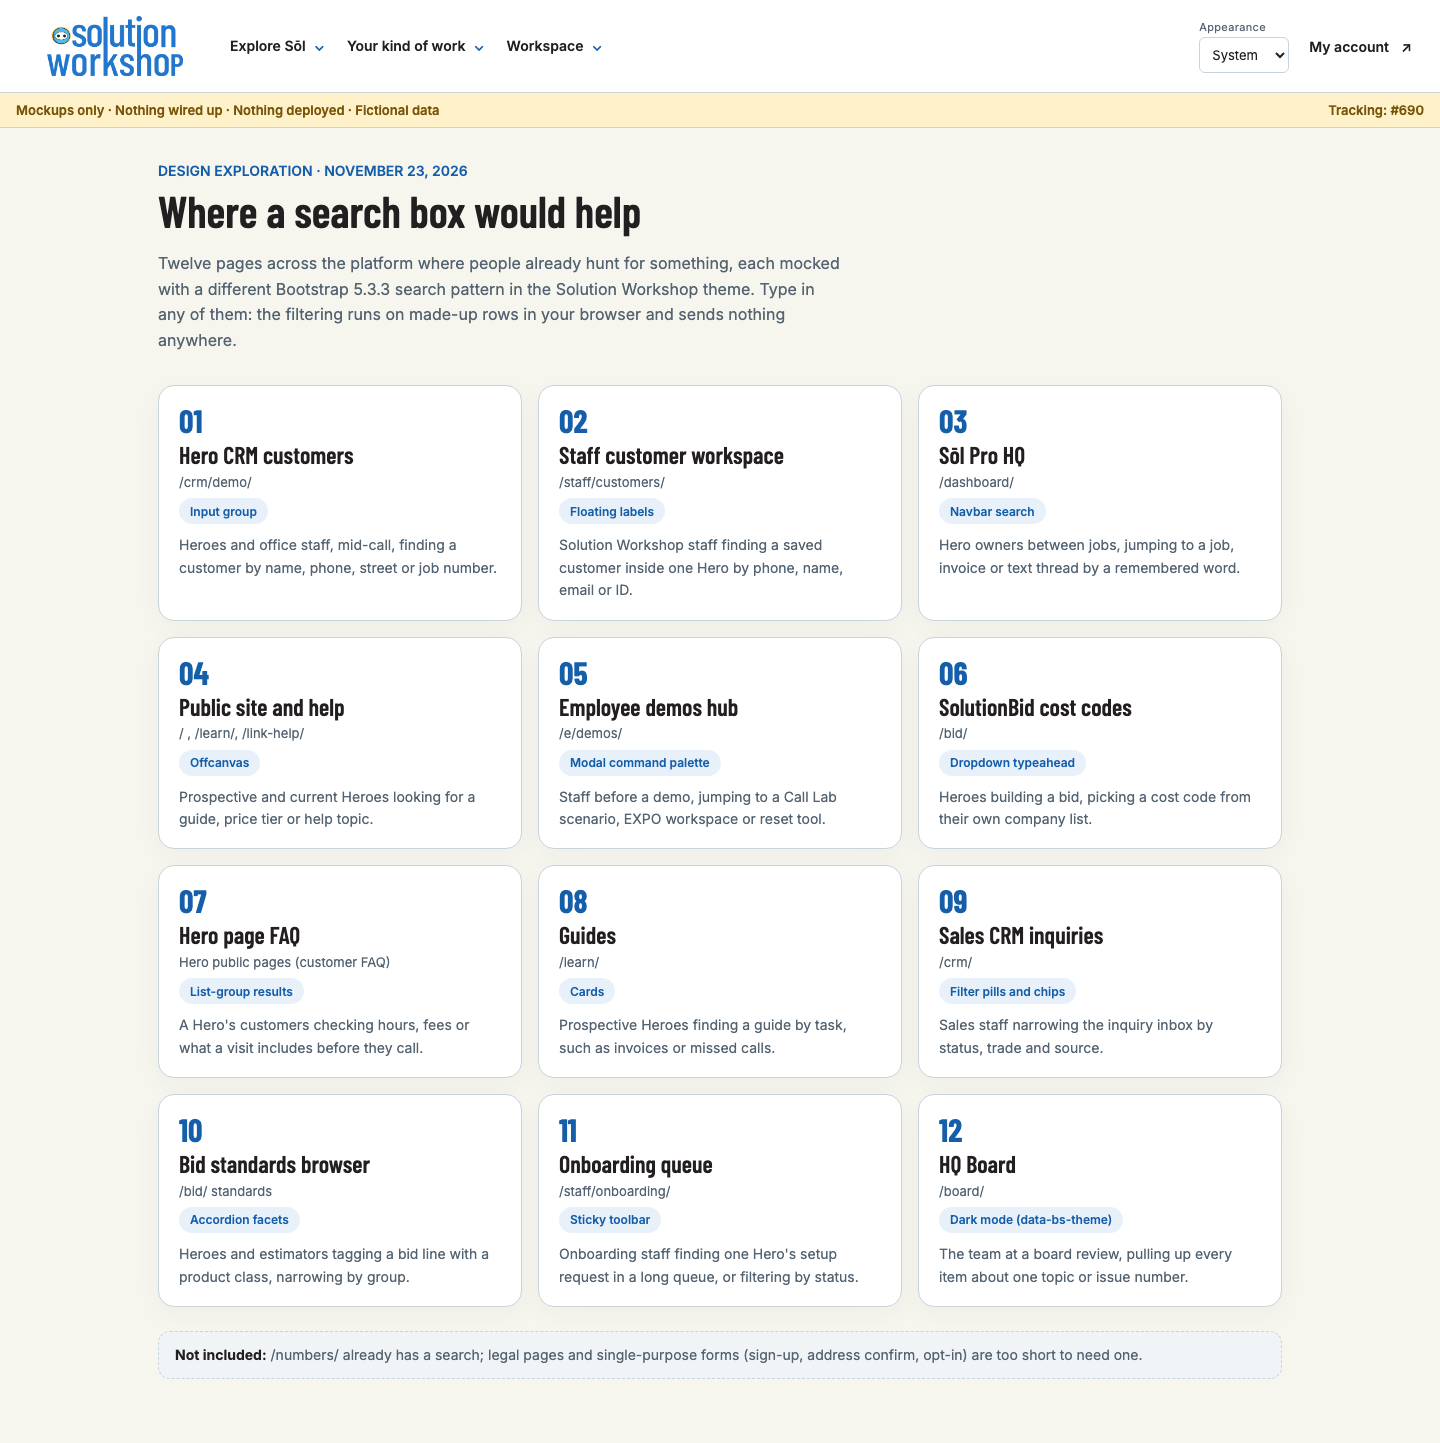 solution
workshop
Explore Sōl
Your kind of work
Workspace
Appearance
System
My account
Mockups only · Nothing wired up · Nothing deployed · Fictional data
Tracking: #690
DESIGN EXPLORATION · NOVEMBER 23, 2026
Where a search box would help
Twelve pages across the platform where people already hunt for something, each mocked
with a different Bootstrap 5.3.3 search pattern in the Solution Workshop theme. Type in
any of them: the filtering runs on made-up rows in your browser and sends nothing
anywhere.
01
Hero CRM customers
/crm/demo/
Input group
Heroes and office staff, mid-call, finding a
customer by name, phone, street or job number.
02
Staff customer workspace
/staff/customers/
Floating labels
Solution Workshop staff finding a saved
customer inside one Hero by phone, name,
email or ID.
03
Sōl Pro HQ
/dashboard/
Navbar search
Hero owners between jobs, jumping to a job,
invoice or text thread by a remembered word.
04
Public site and help
/ , /learn/, /link-help/
Offcanvas
Prospective and current Heroes looking for a
guide, price tier or help topic.
05
Employee demos hub
/e/demos/
Modal command palette
Staff before a demo, jumping to a Call Lab
scenario, EXPO workspace or reset tool.
06
SolutionBid cost codes
/bid/
Dropdown typeahead
Heroes building a bid, picking a cost code from
their own company list.
07
Hero page FAQ
Hero public pages (customer FAQ)
List-group results
A Hero's customers checking hours, fees or
what a visit includes before they call.
08
Guides
/learn/
Cards
Prospective Heroes finding a guide by task,
such as invoices or missed calls.
09
Sales CRM inquiries
/crm/
Filter pills and chips
Sales staff narrowing the inquiry inbox by
status, trade and source.
10
Bid standards browser
/bid/ standards
Accordion facets
Heroes and estimators tagging a bid line with a
product class, narrowing by group.
11
Onboarding queue
/staff/onboarding/
Sticky toolbar
Onboarding staff finding one Hero's setup
request in a long queue, or filtering by status.
12
HQ Board
/board/
Dark mode (data-bs-theme)
The team at a board review, pulling up every
item about one topic or issue number.
Not included: /numbers/ already has a search; legal pages and single-purpose forms (sign-up, address confirm, opt-in) are too short to need one.